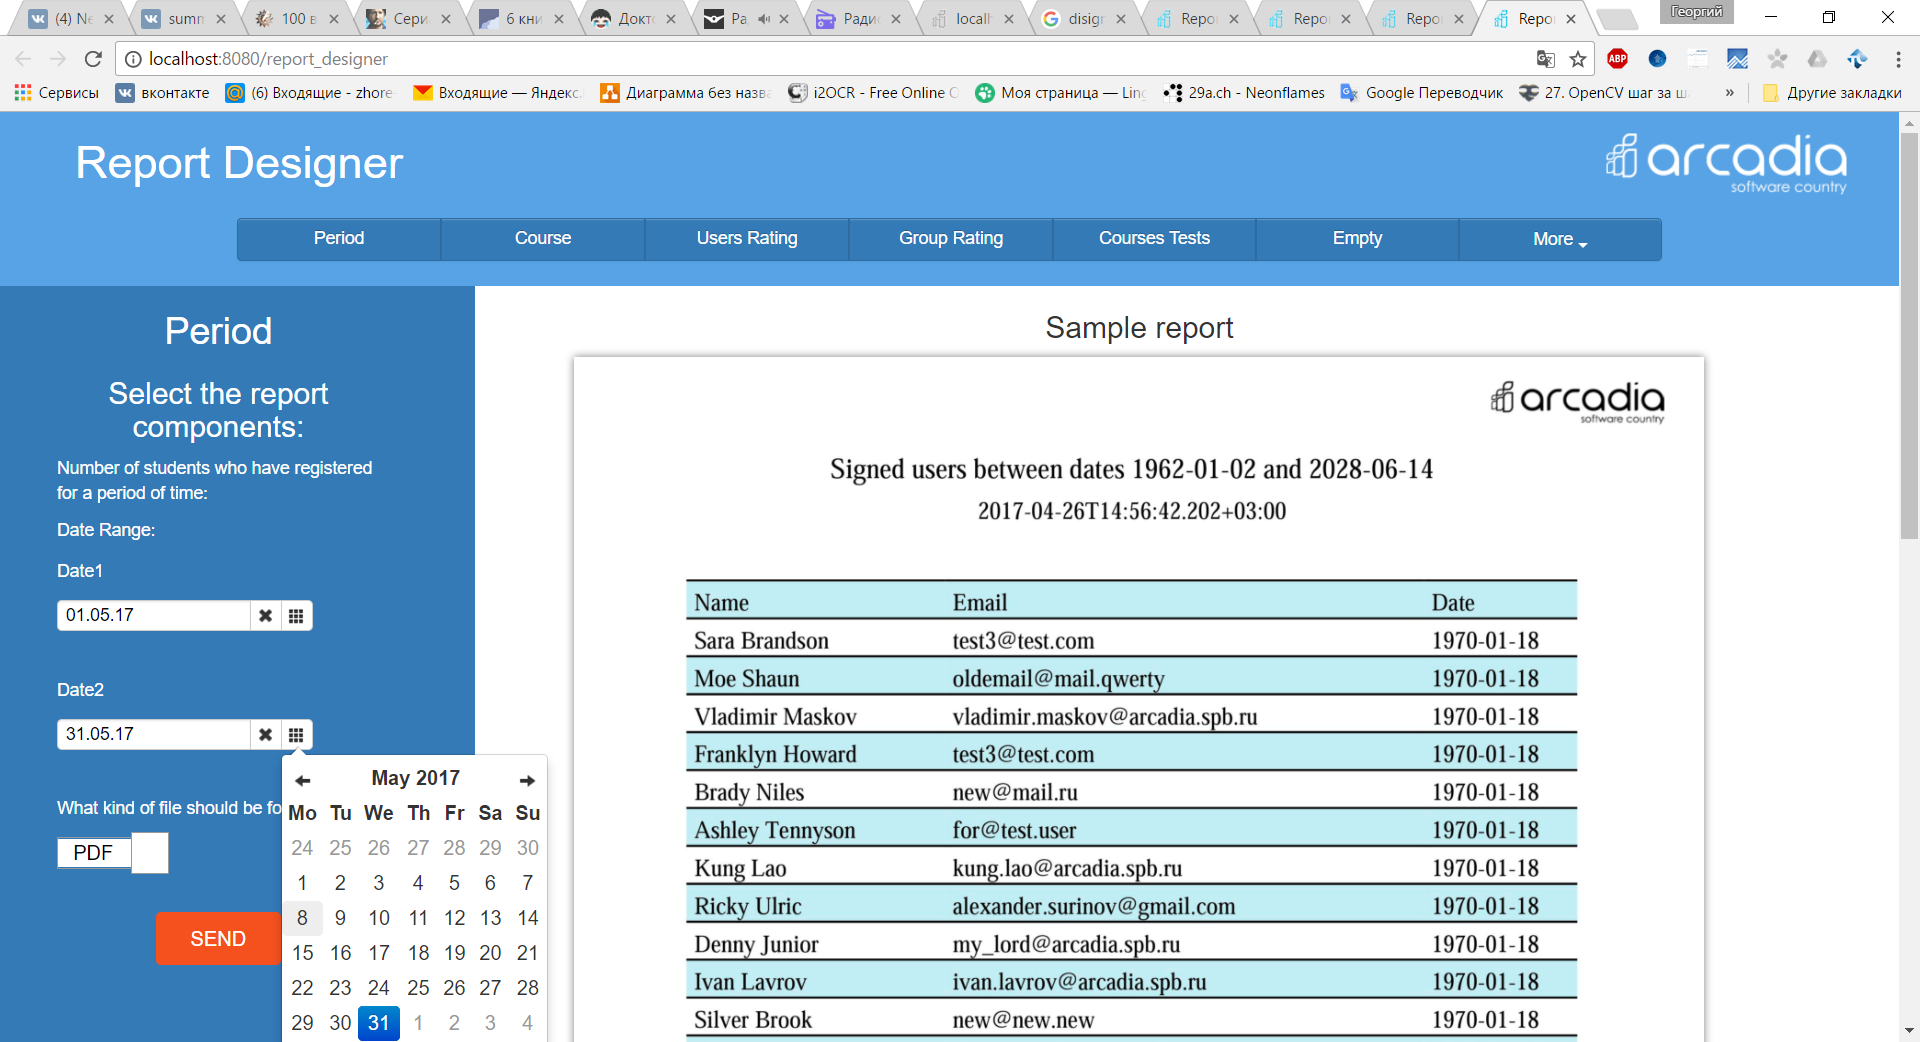 (4) Ne
summ
100 в
Сери
6 кни
Докто
Ра
Радио
localh
disign
Repo
Repo
Repo
Repo
Георгий
localhost:8080/report_designer
ABP
Сервисы
вконтакте
(6) Входящие - zhore
Входящие — Яндекс.
Диаграмма без назва
i2OCR - Free Online O
Моя страница — Ling
29a.ch - Neonflames
Google Переводчик
27. OpenCV шаг за ш
»
Другие закладки
Report Designer
arcadia
software country
Period
Course
Users Rating
Group Rating
Courses Tests
Empty
More
Period
Select the report
components:
Number of students who have registered
for a period of time:
Date Range:
Date1
01.05.17
Date2
31.05.17
What kind of file should be fo
PDF
SEND
May 2017
Mo Tu We Th Fr Sa Su
24 25 26 27 28 29 30
1 2 3 4 5 6 7
8 9 10 11 12 13 14
15 16 17 18 19 20 21
22 23 24 25 26 27 28
29 30 31 1 2 3 4
Sample report
arcadia
software country
Signed users between dates 1962-01-02 and 2028-06-14
2017-04-26T14:56:42.202+03:00
Name Email Date
Sara Brandson test3@test.com 1970-01-18
Moe Shaun oldemail@mail.qwerty 1970-01-18
Vladimir Maskov vladimir.maskov@arcadia.spb.ru 1970-01-18
Franklyn Howard test3@test.com 1970-01-18
Brady Niles new@mail.ru 1970-01-18
Ashley Tennyson for@test.user 1970-01-18
Kung Lao kung.lao@arcadia.spb.ru 1970-01-18
Ricky Ulric alexander.surinov@gmail.com 1970-01-18
Denny Junior my_lord@arcadia.spb.ru 1970-01-18
Ivan Lavrov ivan.lavrov@arcadia.spb.ru 1970-01-18
Silver Brook new@new.new 1970-01-18